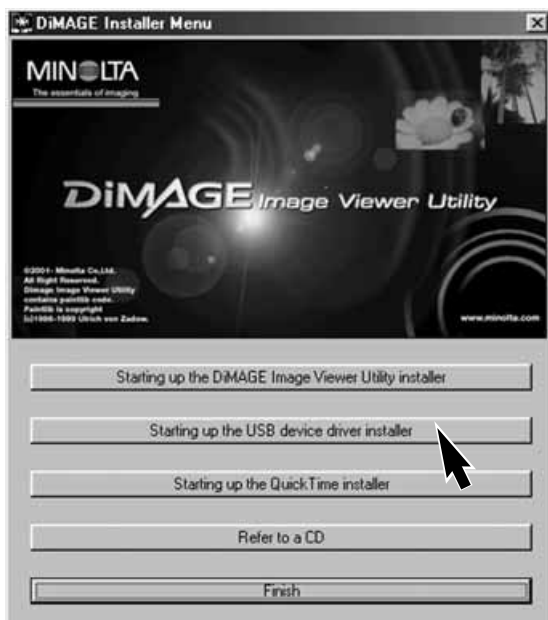 DiMAGE Installer Menu
MINOLTA
The essentials of imaging
DiMAGE Image Viewer Utility
©2001- Minolta Co.,Ltd.
All Right Reserved.
Dimage Image Viewer Utility
contains paintlib code.
Paintlib is copyright
(c)1996-1999 Ulrich von Zadow.
www.minolta.com
Starting up the DiMAGE Image Viewer Utility installer
Starting up the USB device driver installer
Starting up the QuickTime installer
Refer to a CD
Finish